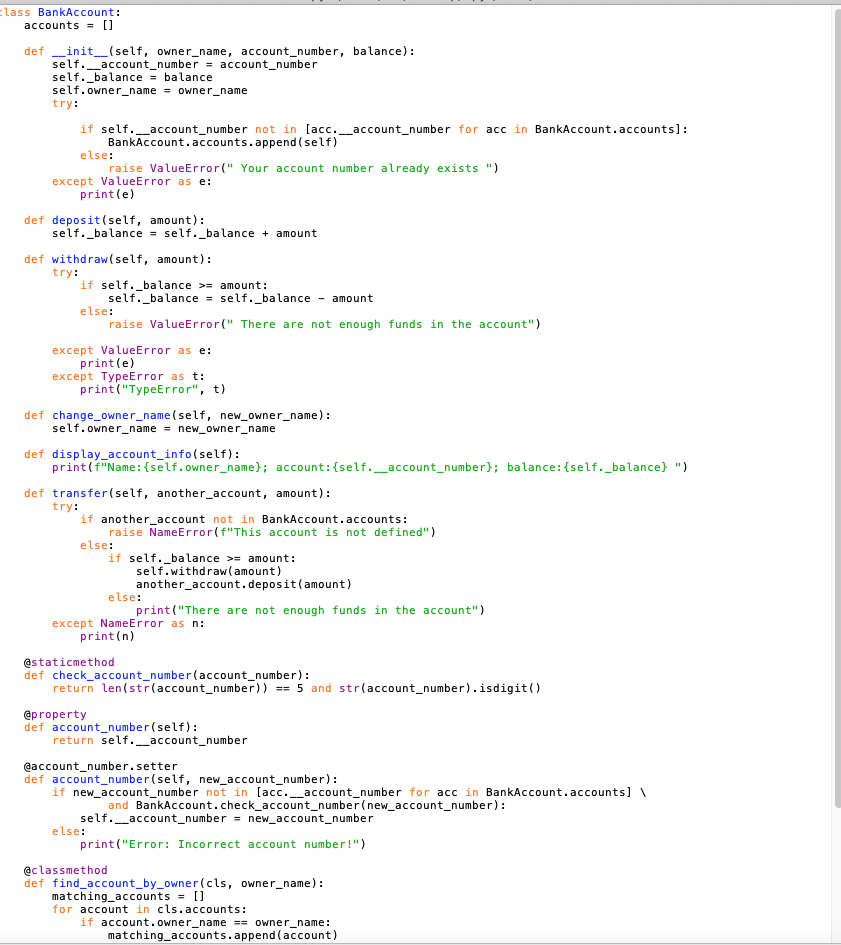 class BankAccount:
    accounts = []

    def __init__(self, owner_name, account_number, balance):
        self.__account_number = account_number
        self._balance = balance
        self.owner_name = owner_name
        try:

            if self.__account_number not in [acc.__account_number for acc in BankAccount.accounts]:
                BankAccount.accounts.append(self)
            else:
                raise ValueError(" Your account number already exists ")
        except ValueError as e:
            print(e)

    def deposit(self, amount):
        self._balance = self._balance + amount

    def withdraw(self, amount):
        try:
            if self._balance >= amount:
                self._balance = self._balance - amount
            else:
                raise ValueError(" There are not enough funds in the account")

        except ValueError as e:
            print(e)
        except TypeError as t:
            print("TypeError", t)

    def change_owner_name(self, new_owner_name):
        self.owner_name = new_owner_name

    def display_account_info(self):
        print(f"Name:{self.owner_name}; account:{self.__account_number}; balance:{self._balance} ")

    def transfer(self, another_account, amount):
        try:
            if another_account not in BankAccount.accounts:
                raise NameError(f"This account is not defined")
            else:
                if self._balance >= amount:
                    self.withdraw(amount)
                    another_account.deposit(amount)
                else:
                    print("There are not enough funds in the account")
        except NameError as n:
            print(n)

    @staticmethod
    def check_account_number(account_number):
        return len(str(account_number)) == 5 and str(account_number).isdigit()

    @property
    def account_number(self):
        return self.__account_number

    @account_number.setter
    def account_number(self, new_account_number):
        if new_account_number not in [acc.__account_number for acc in BankAccount.accounts] \
                and BankAccount.check_account_number(new_account_number):
            self.__account_number = new_account_number
        else:
            print("Error: Incorrect account number!")

    @classmethod
    def find_account_by_owner(cls, owner_name):
        matching_accounts = []
        for account in cls.accounts:
            if account.owner_name == owner_name:
                matching_accounts.append(account)